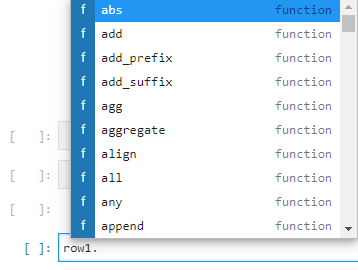 f abs function
f add function
f add_prefix function
f add_suffix function
f agg function
f aggregate function
f align function
f all function
f any function
f append function
[ ]:
[ ]:
[ ]:
[ ]: row1.